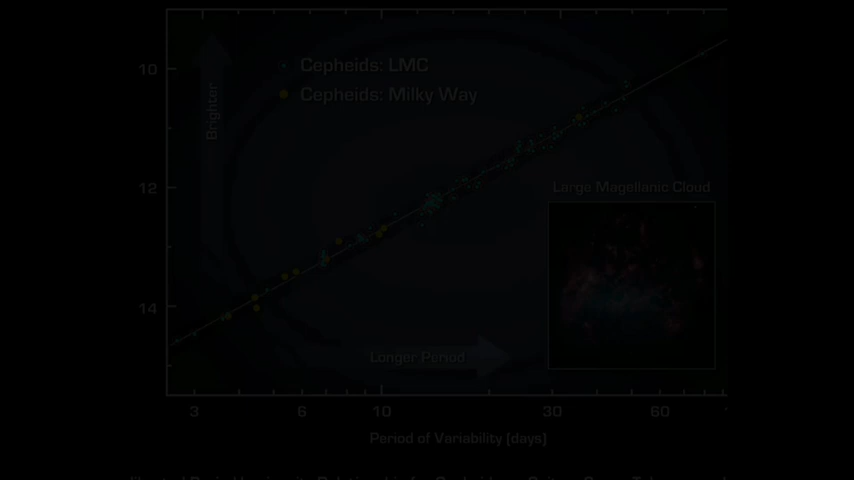 10
Cepheids: LMC
Cepheids: Milky Way
Brighter
12
Large Magellanic Cloud
14
Longer Period
3 6 10 30 60
Period of Variability (days)